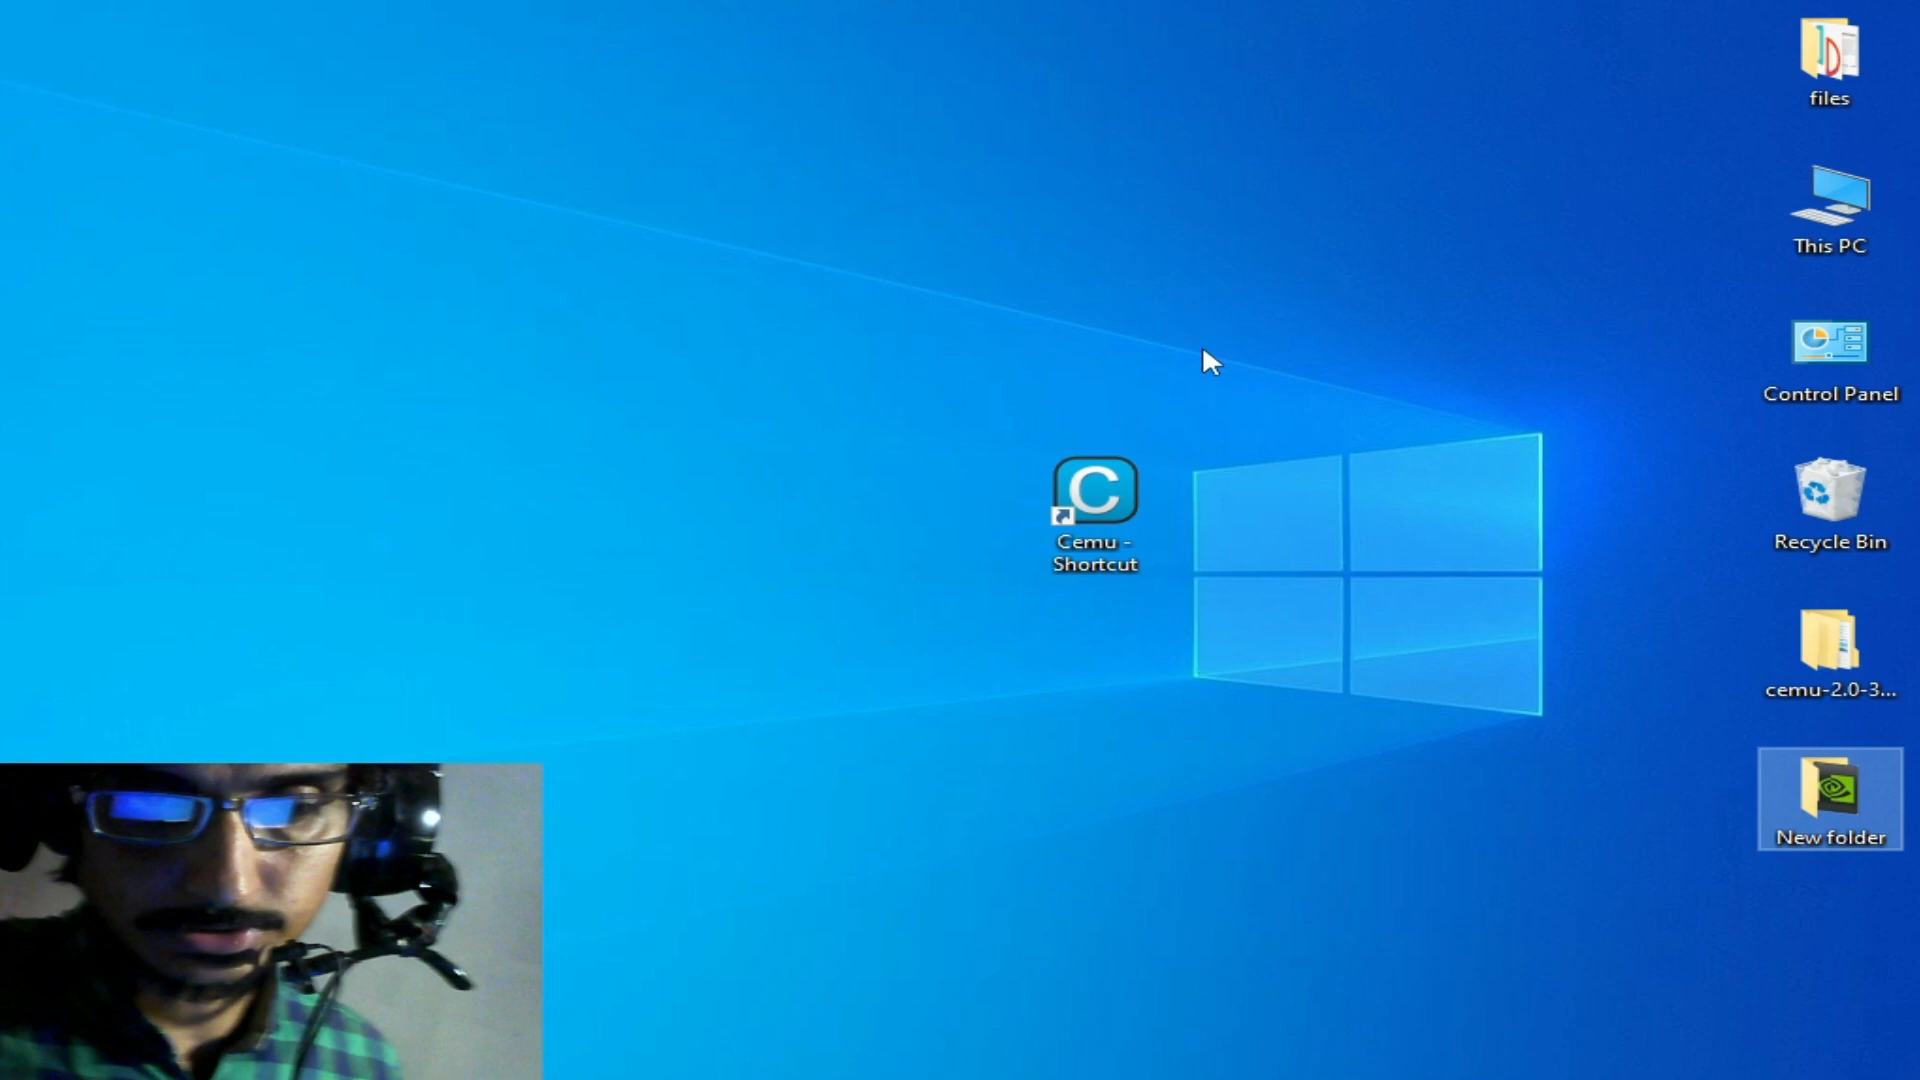 files
This PC
Control Panel
C
Cemu -
Shortcut
Recycle Bin
cemu-2.0-3...
New folder